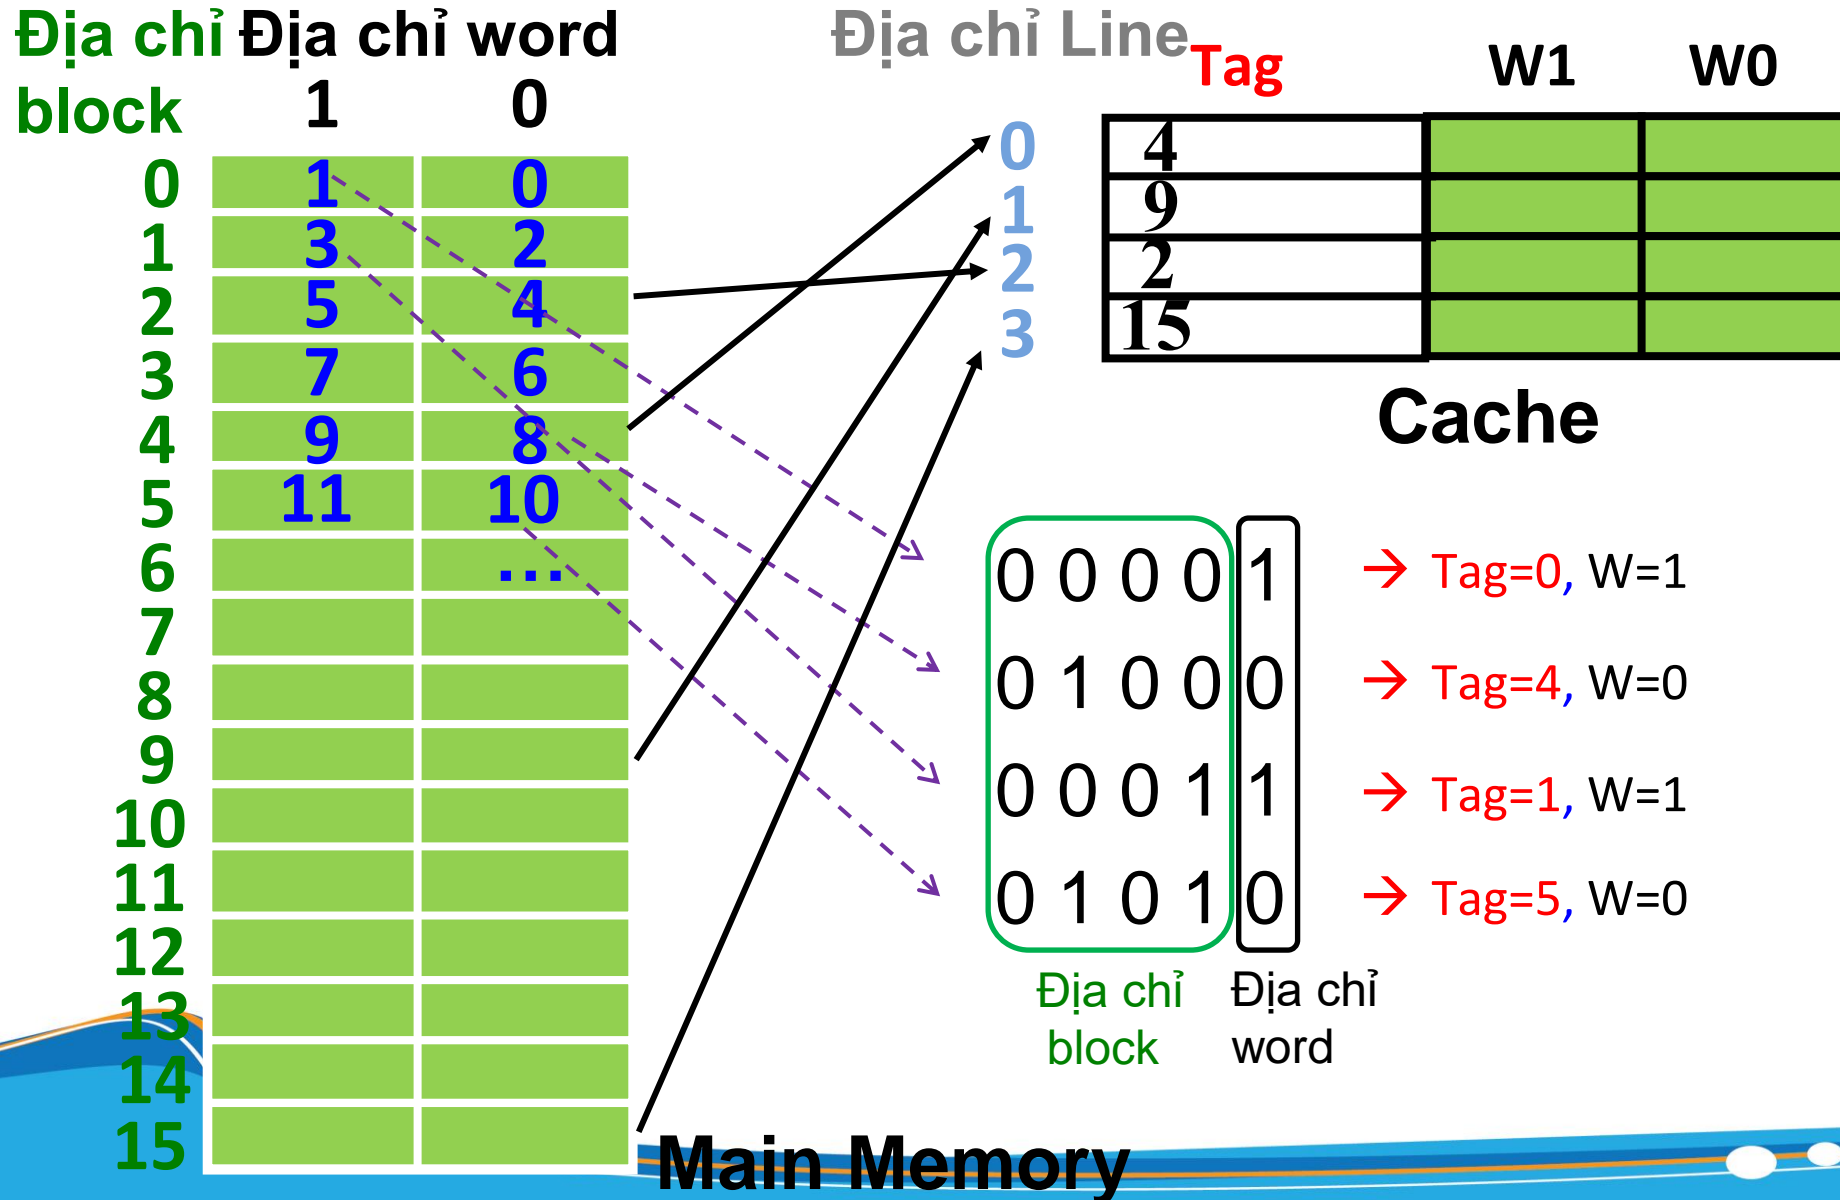 Địa chỉ Địa chỉ word
block 1 0
0 1 0
1 3 2
2 5 4
3 7 6
4 9 8
5 11 10
6 ...
7
8
9
10
11
12
13
14
15
Main Memory
Địa chỉ Line Tag W1 W0
0 4
1 9
2 2
3 15
Cache
0 0 0 0 1 → Tag=0, W=1
0 1 0 0 0 → Tag=4, W=0
0 0 0 1 1 → Tag=1, W=1
0 1 0 1 0 → Tag=5, W=0
Địa chỉ Địa chỉ
block word